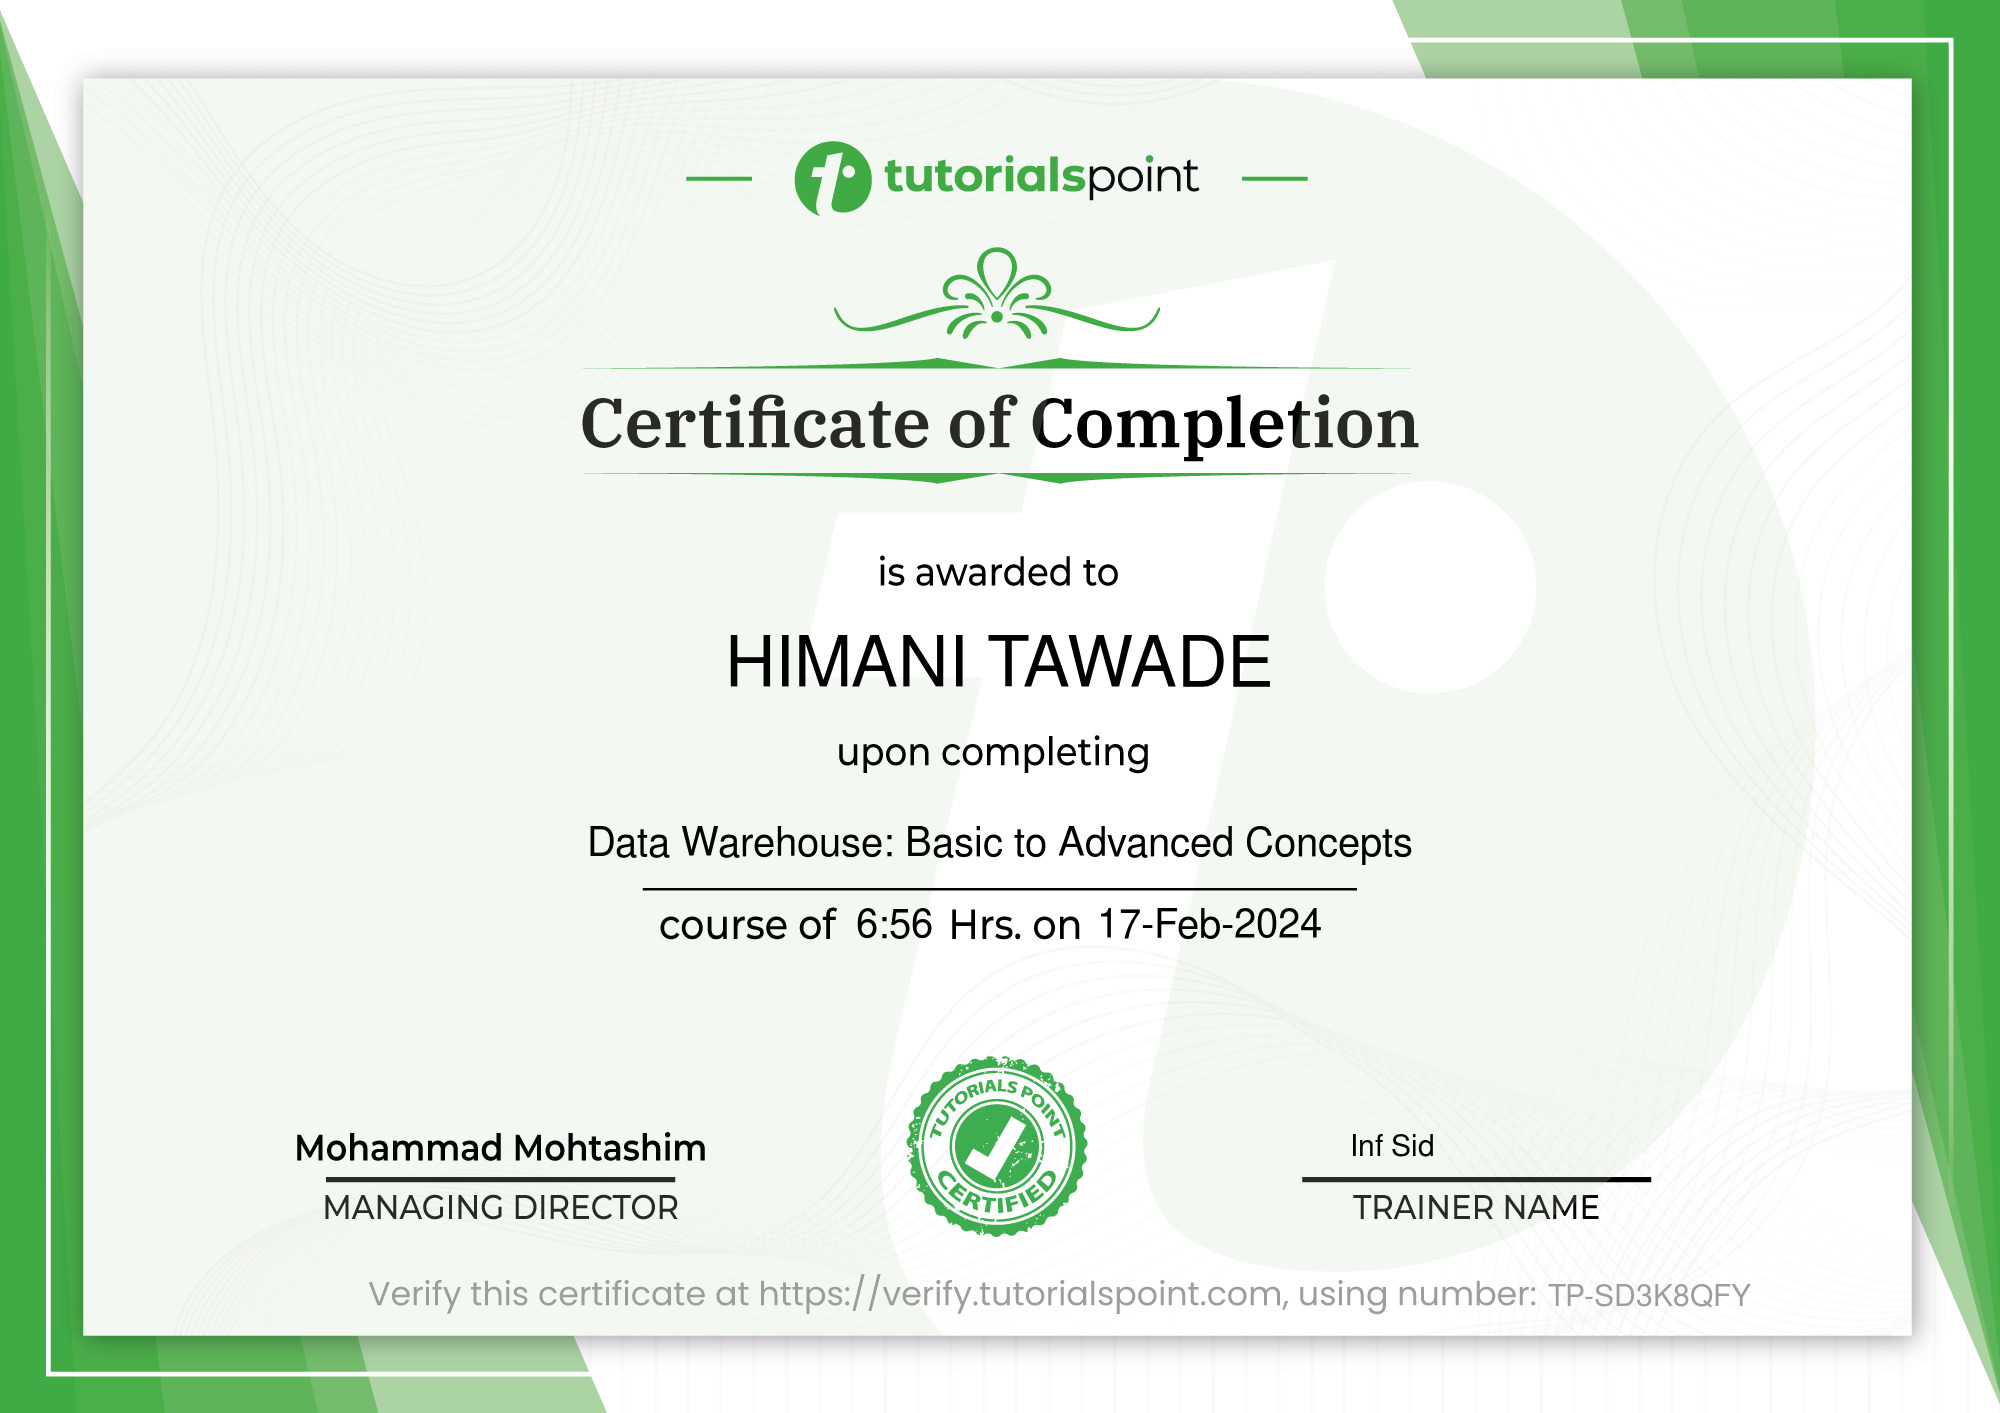 tutorialspoint
Certificate of Completion
is awarded to
HIMANI TAWADE
upon completing
Data Warehouse: Basic to Advanced Concepts
course of 6:56 Hrs. on 17-Feb-2024
TUTORIALS POINT
CERTIFIED
Mohammad Mohtashim
MANAGING DIRECTOR
Inf Sid
TRAINER NAME
Verify this certificate at https://verify.tutorialspoint.com, using number: TP-SD3K8QFY